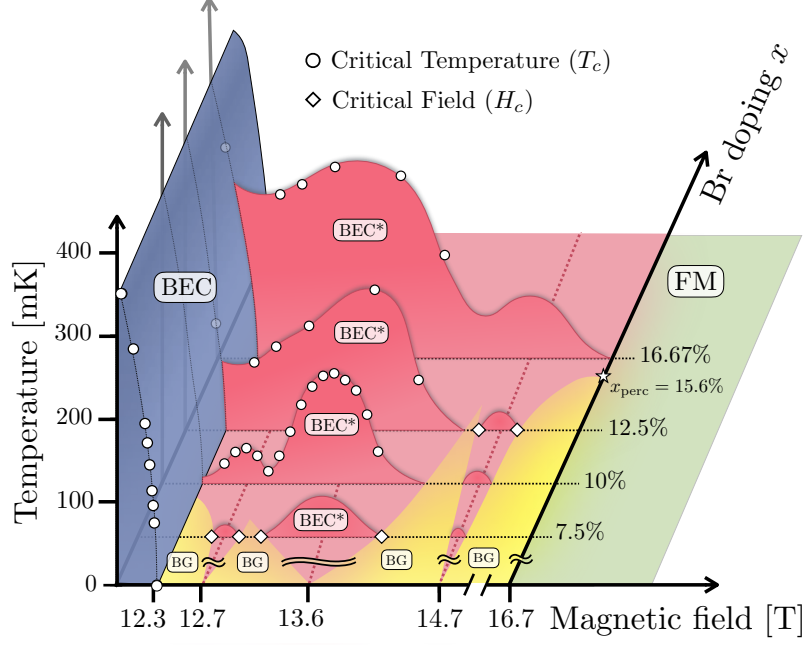 Critical Temperature (T_c)
Critical Field (H_c)
Br doping x
Temperature [mK]
400
300
200
100
0
BEC
BEC*
BEC*
BEC*
BEC*
FM
16.67%
x_perc = 15.6%
12.5%
10%
7.5%
BG
BG
BG
BG
12.3
12.7
13.6
14.7
16.7
Magnetic field [T]